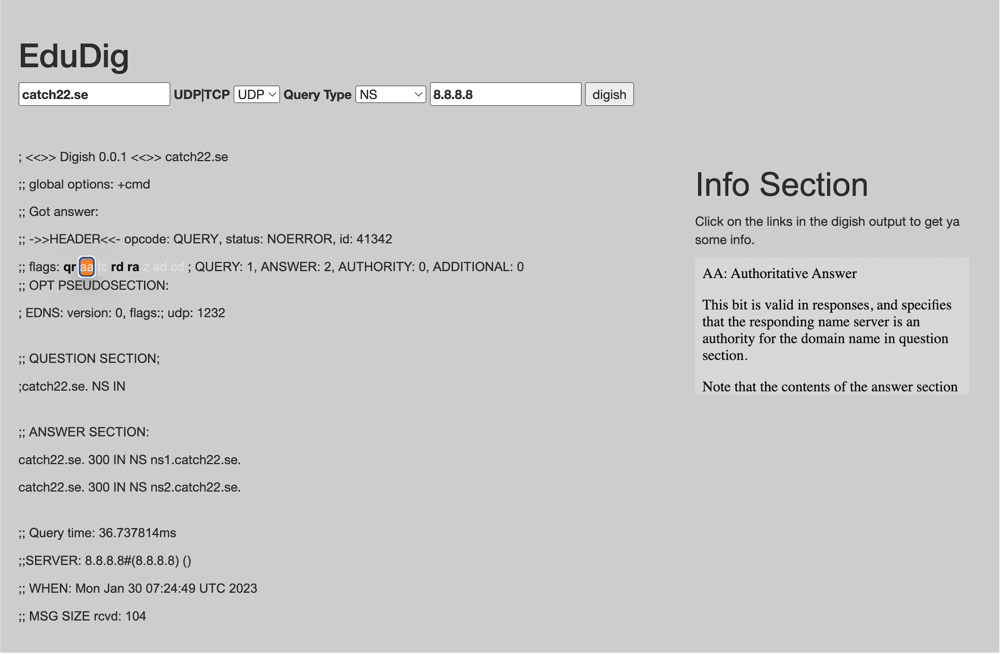 EduDig
catch22.se UDP|TCP UDP Query Type NS 8.8.8.8 digish
; <<>> Digish 0.0.1 <<>> catch22.se
;; global options: +cmd
;; Got answer:
;; ->>HEADER<<- opcode: QUERY, status: NOERROR, id: 41342
;; flags: qr aa tc rd ra z ad cd ; QUERY: 1, ANSWER: 2, AUTHORITY: 0, ADDITIONAL: 0
;; OPT PSEUDOSECTION:
; EDNS: version: 0, flags:; udp: 1232
;; QUESTION SECTION;
;catch22.se. NS IN
;; ANSWER SECTION:
catch22.se. 300 IN NS ns1.catch22.se.
catch22.se. 300 IN NS ns2.catch22.se.
;; Query time: 36.737814ms
;;SERVER: 8.8.8.8#(8.8.8.8) ()
;; WHEN: Mon Jan 30 07:24:49 UTC 2023
;; MSG SIZE rcvd: 104
Info Section
Click on the links in the digish output to get ya
some info.
AA: Authoritative Answer
This bit is valid in responses, and specifies
that the responding name server is an
authority for the domain name in question
section.
Note that the contents of the answer section